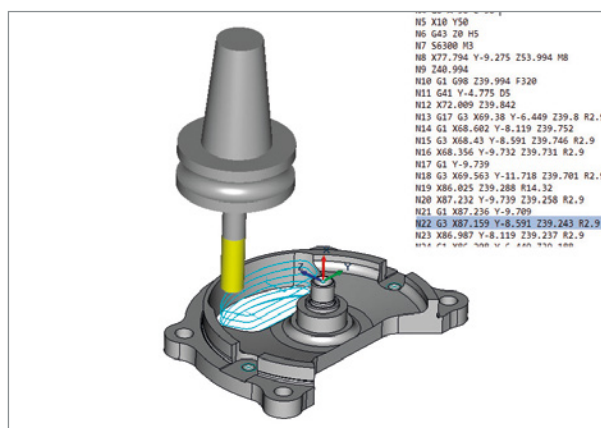 N5 X10 Y50
N6 G43 Z0 H5
N7 S6300 M3
N8 X77.794 Y-9.275 Z53.994 M8
N9 Z40.994
N10 G1 G98 Z39.994 F320
N11 G41 Y-4.775 D5
N12 X72.009 Z39.842
N13 G17 G3 X69.38 Y-6.449 Z39.8 R2.9
N14 G1 X68.602 Y-8.119 Z39.752
N15 G3 X68.43 Y-8.591 Z39.746 R2.9
N16 X68.356 Y-9.732 Z39.731 R2.9
N17 G1 Y-9.739
N18 G3 X69.563 Y-11.718 Z39.701 R2.9
N19 X86.025 Z39.288 R14.32
N20 X87.232 Y-9.739 Z39.258 R2.9
N21 G1 X87.236 Y-9.709
N22 G3 X87.159 Y-8.591 Z39.243 R2.9
N23 X86.987 Y-8.119 Z39.237 R2.9
Z Y